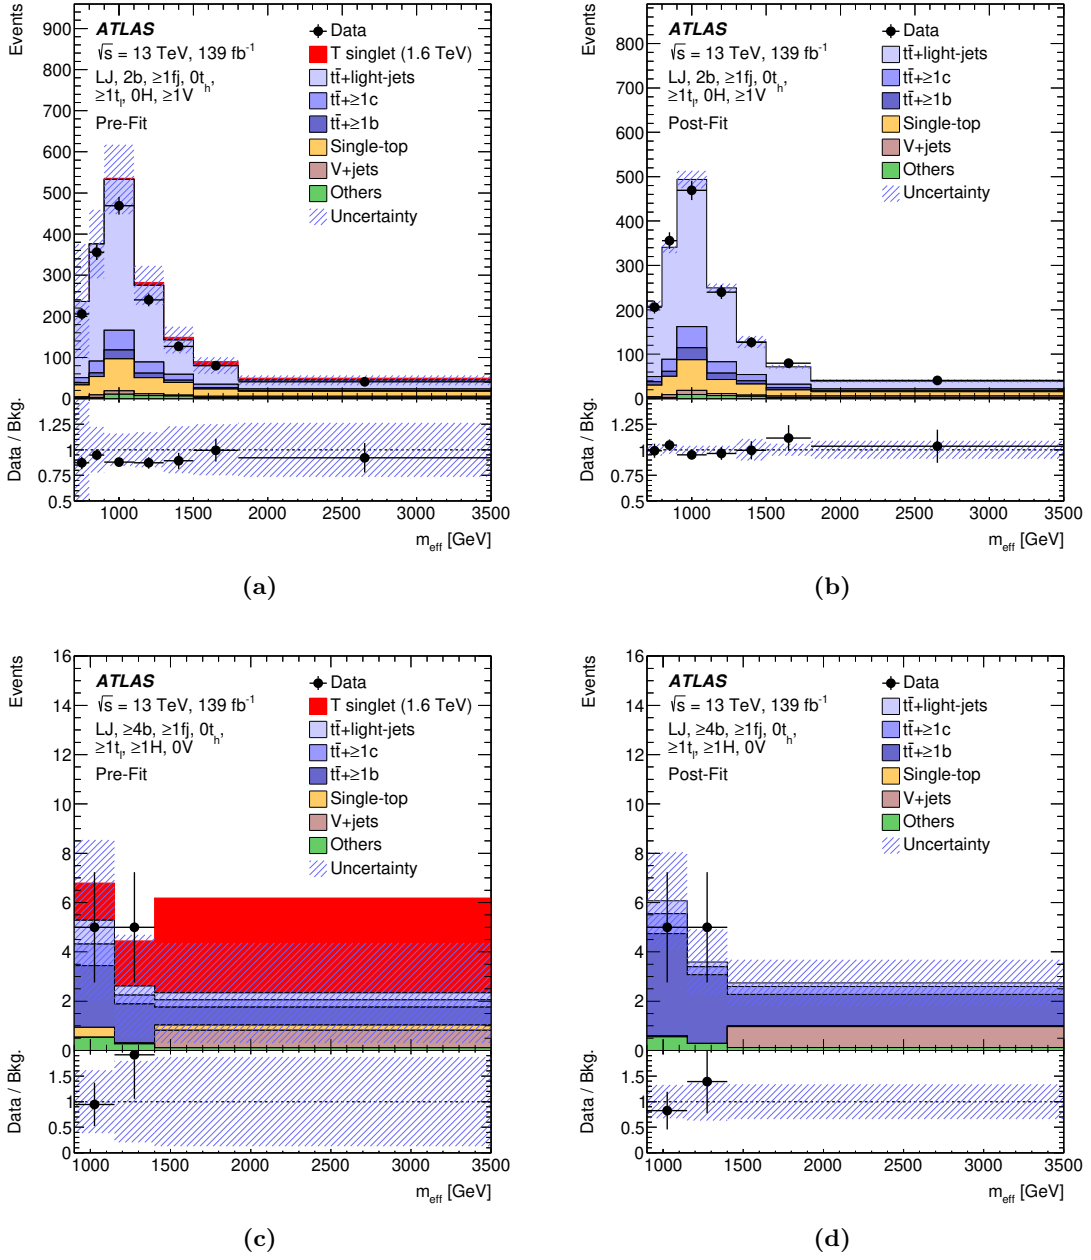 Events
900
800
700
600
500
400
300
200
100
0
ATLAS
√s = 13 TeV, 139 fb⁻¹
LJ, 2b, ≥1fj, 0tₕ,
≥1tₗ, 0H, ≥1V
Pre-Fit
Data
T singlet (1.6 TeV)
tt̄+light-jets
tt̄+≥1c
tt̄+≥1b
Single-top
V+jets
Others
Uncertainty
Data / Bkg.
1.25
1
0.75
0.5
1000 1500 2000 2500 3000 3500
m_eff [GeV]
(a)
Events
800
700
600
500
400
300
200
100
0
ATLAS
√s = 13 TeV, 139 fb⁻¹
LJ, 2b, ≥1fj, 0tₕ,
≥1tₗ, 0H, ≥1V
Post-Fit
Data
tt̄+light-jets
tt̄+≥1c
tt̄+≥1b
Single-top
V+jets
Others
Uncertainty
Data / Bkg.
1.25
1
0.75
0.5
1000 1500 2000 2500 3000 3500
m_eff [GeV]
(b)
Events
16
14
12
10
8
6
4
2
0
ATLAS
√s = 13 TeV, 139 fb⁻¹
LJ, ≥4b, ≥1fj, 0tₕ,
≥1tₗ, ≥1H, 0V
Pre-Fit
Data
T singlet (1.6 TeV)
tt̄+light-jets
tt̄+≥1c
tt̄+≥1b
Single-top
V+jets
Others
Uncertainty
Data / Bkg.
1.5
1
0.5
0
1000 1500 2000 2500 3000 3500
m_eff [GeV]
(c)
Events
16
14
12
10
8
6
4
2
0
ATLAS
√s = 13 TeV, 139 fb⁻¹
LJ, ≥4b, ≥1fj, 0tₕ,
≥1tₗ, ≥1H, 0V
Post-Fit
Data
tt̄+light-jets
tt̄+≥1c
tt̄+≥1b
Single-top
V+jets
Others
Uncertainty
Data / Bkg.
1.5
1
0.5
0
1000 1500 2000 2500 3000 3500
m_eff [GeV]
(d)